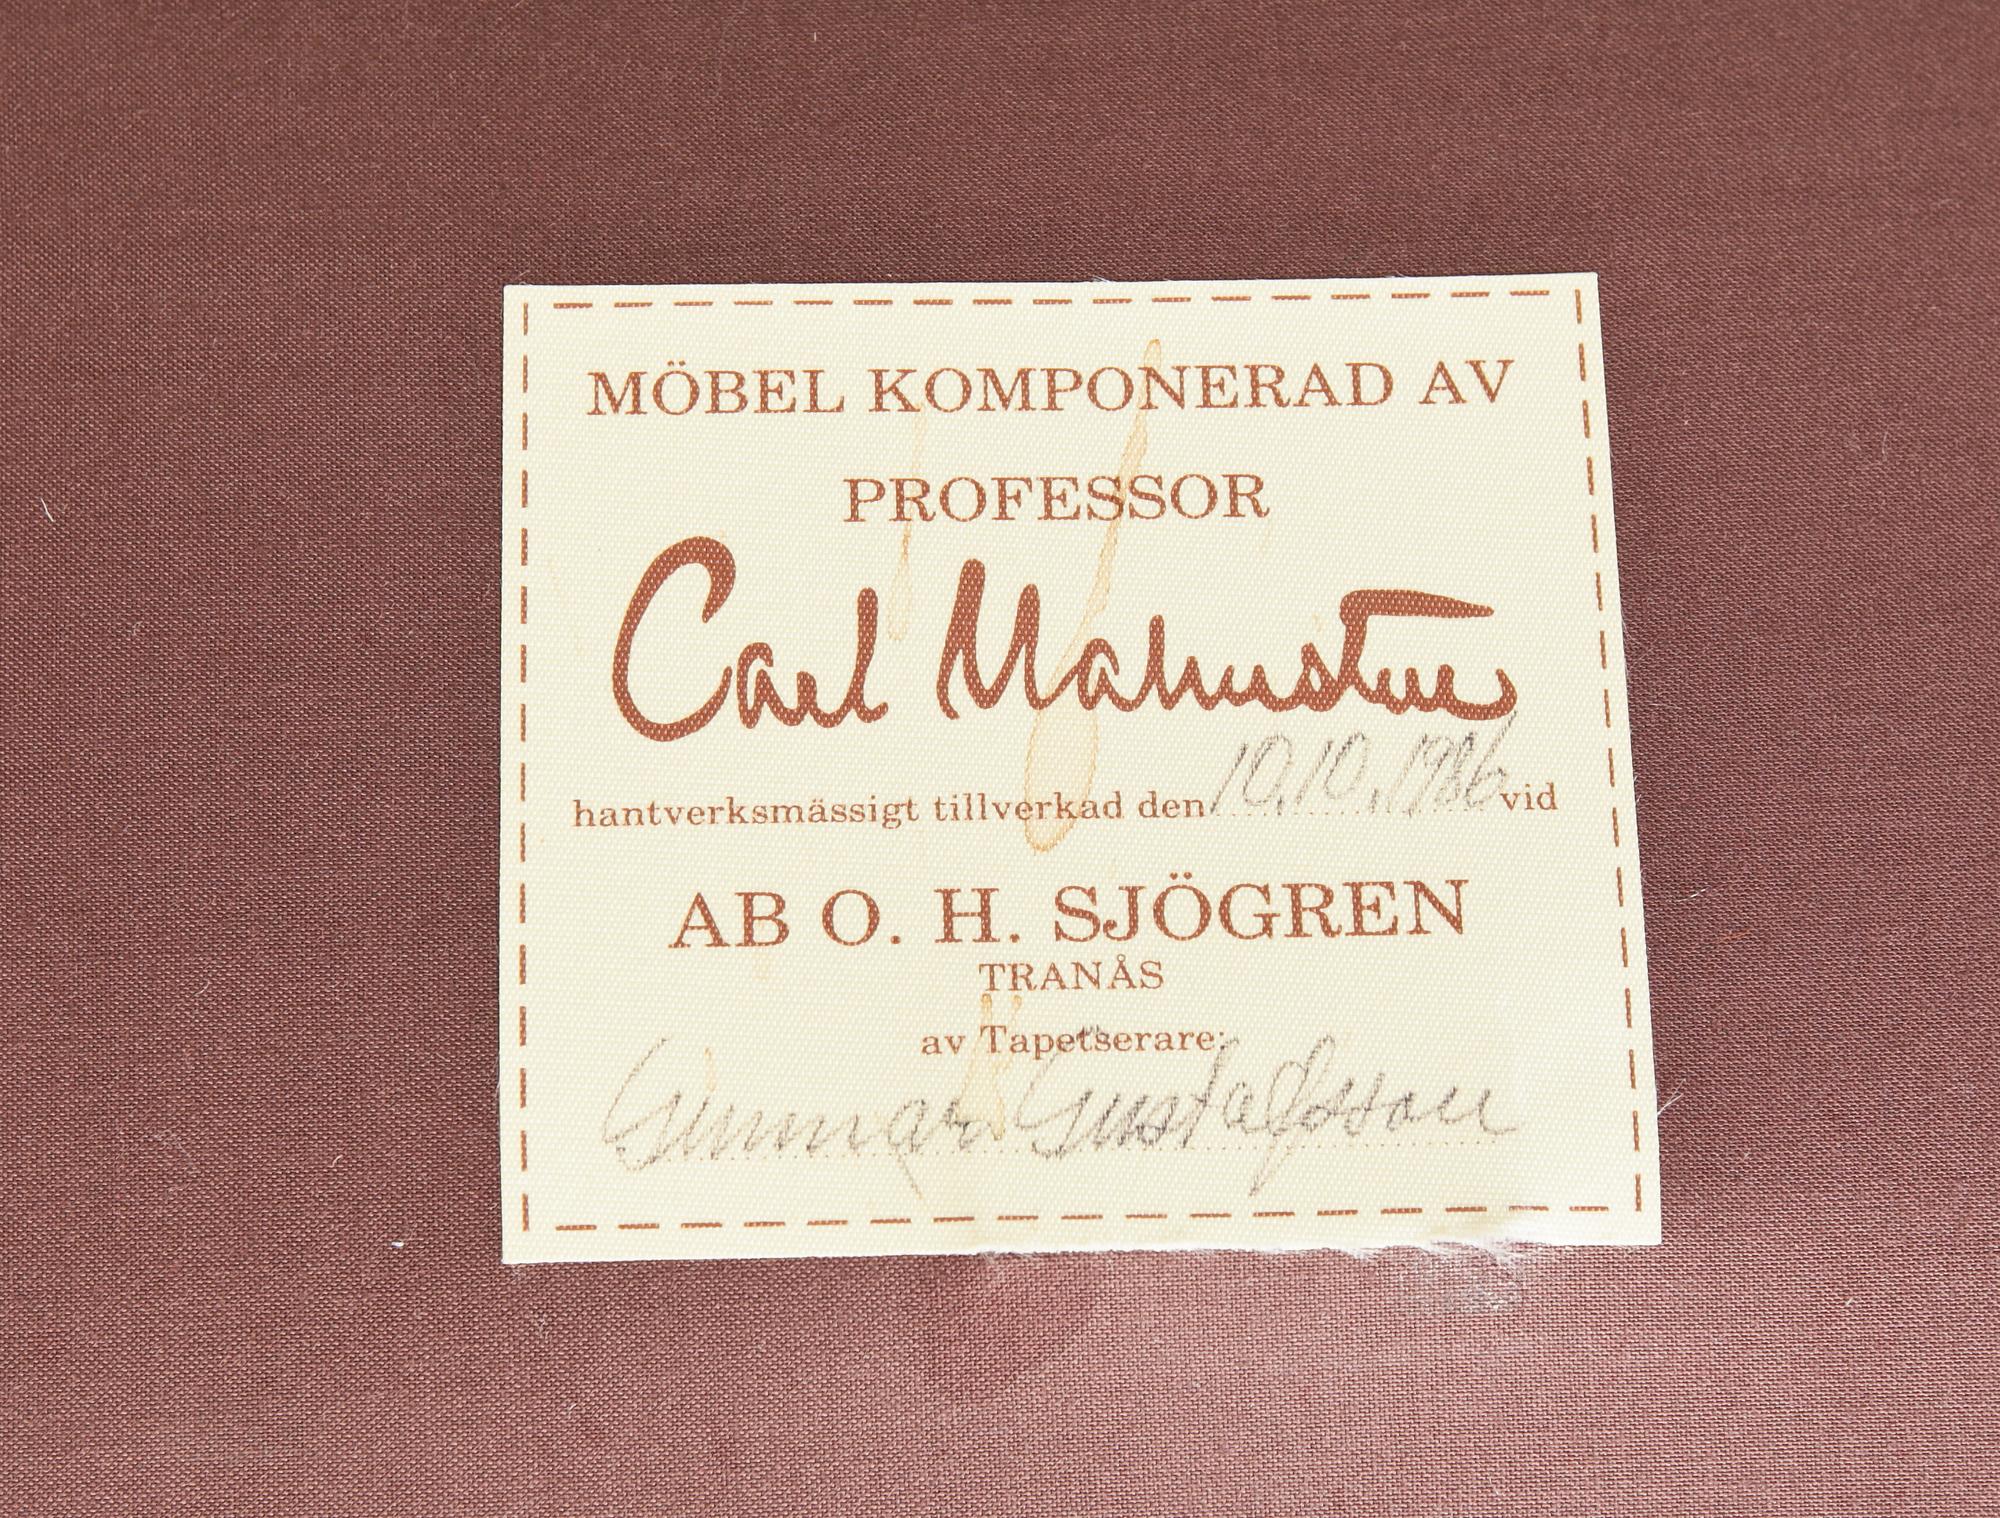 MÖBEL KOMPONERAD AV
PROFESSOR
Carl Malmsten
hantverksmässigt tillverkad den 10.10.1986 vid
AB O. H. SJÖGREN
TRANÅS
av Tapetserare:
Gunnar Gustafsson